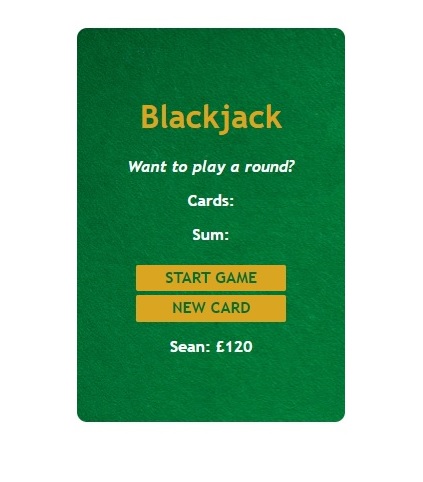 Blackjack
Want to play a round?
Cards:
Sum:
START GAME
NEW CARD
Sean: £120